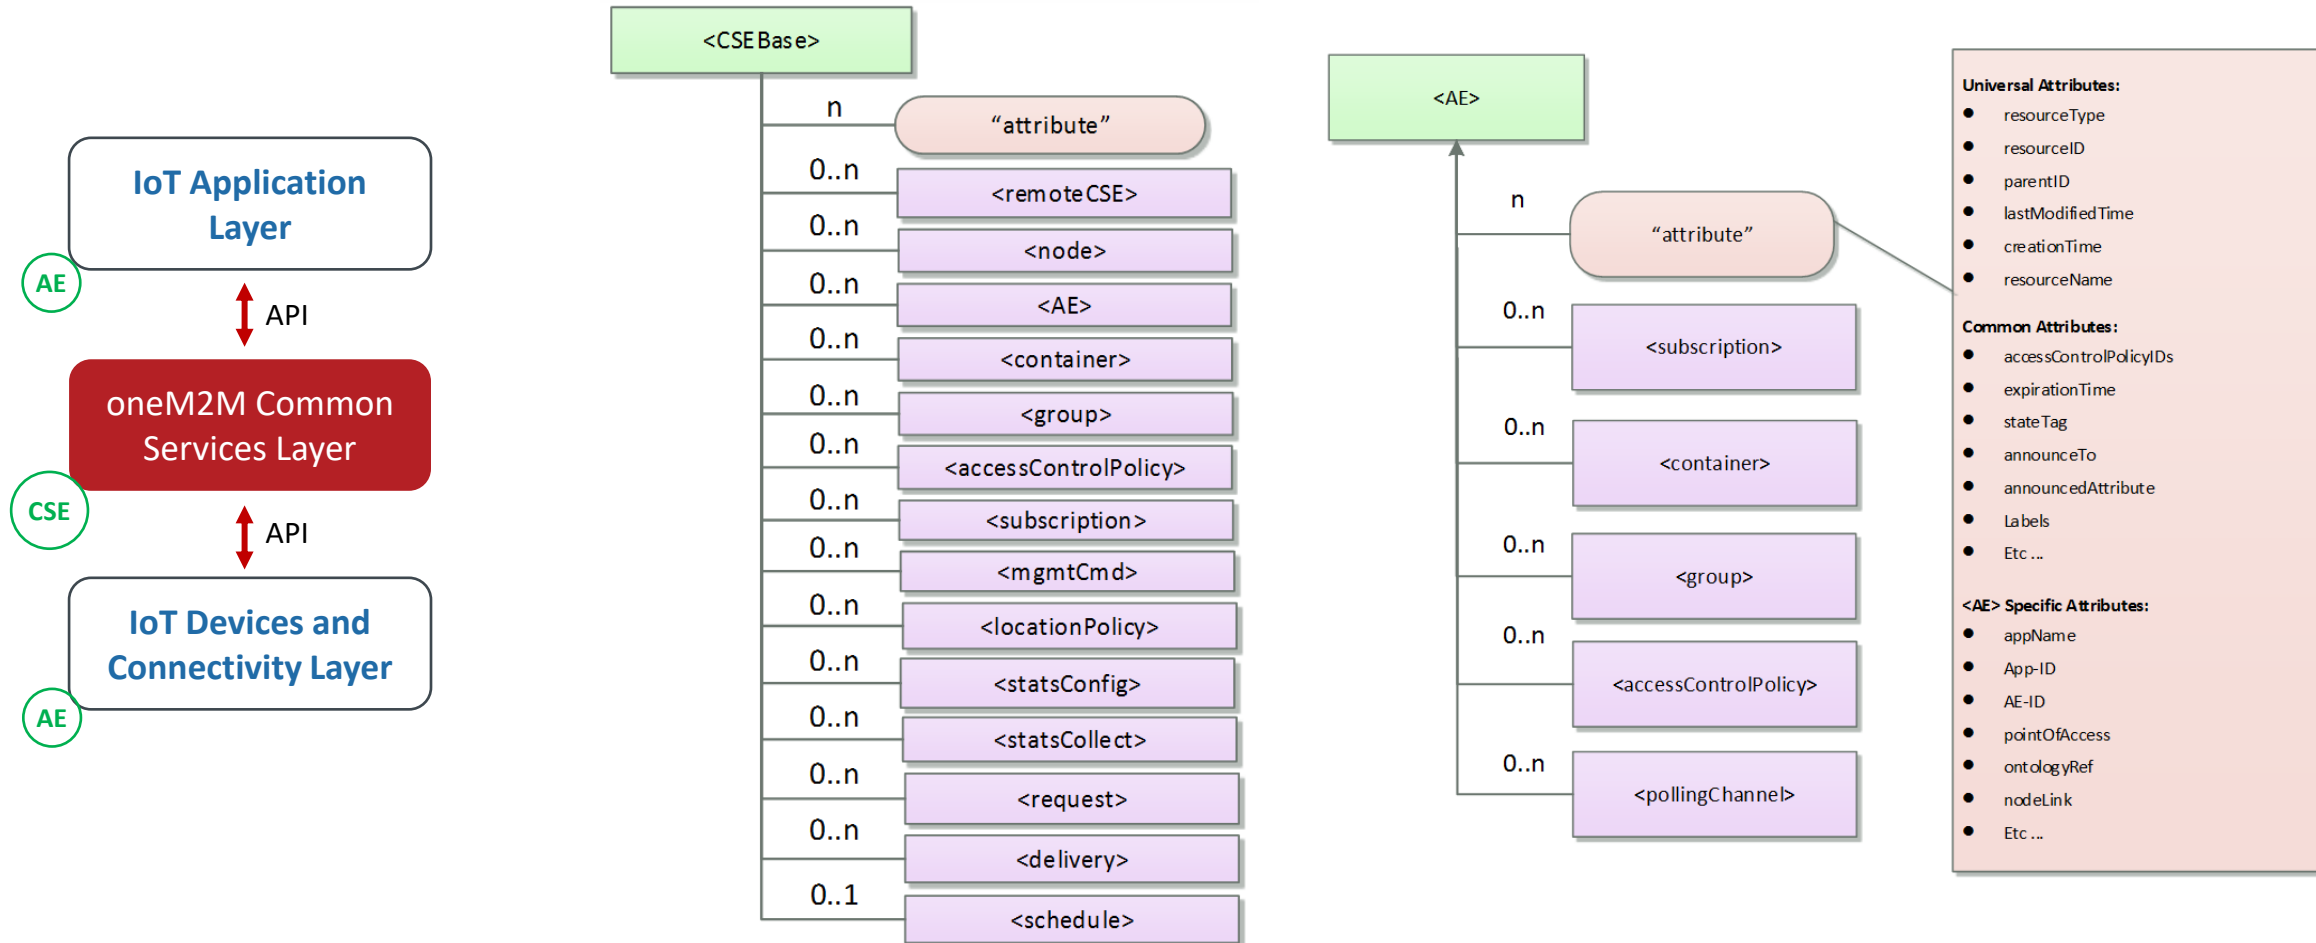 IoT Application
Layer
AE
API
oneM2M Common
Services Layer
CSE
API
IoT Devices and
Connectivity Layer
AE
<CSEBase>
n
“attribute”
0..n
<remoteCSE>
0..n
<node>
0..n
<AE>
0..n
<container>
0..n
<group>
0..n
<accessControlPolicy>
0..n
<subscription>
0..n
<mgmtCmd>
0..n
<locationPolicy>
0..n
<statsConfig>
0..n
<statsCollect>
0..n
<request>
0..n
<delivery>
0..1
<schedule>
<AE>
n
“attribute”
0..n
<subscription>
0..n
<container>
0..n
<group>
0..n
<accessControlPolicy>
0..n
<pollingChannel>
Universal Attributes:
● resourceType
● resourceID
● parentID
● lastModifiedTime
● creationTime
● resourceName
Common Attributes:
● accessControlPolicyIDs
● expirationTime
● stateTag
● announceTo
● announcedAttribute
● Labels
● Etc ...
<AE> Specific Attributes:
● appName
● App-ID
● AE-ID
● pointOfAccess
● ontologyRef
● nodeLink
● Etc ...